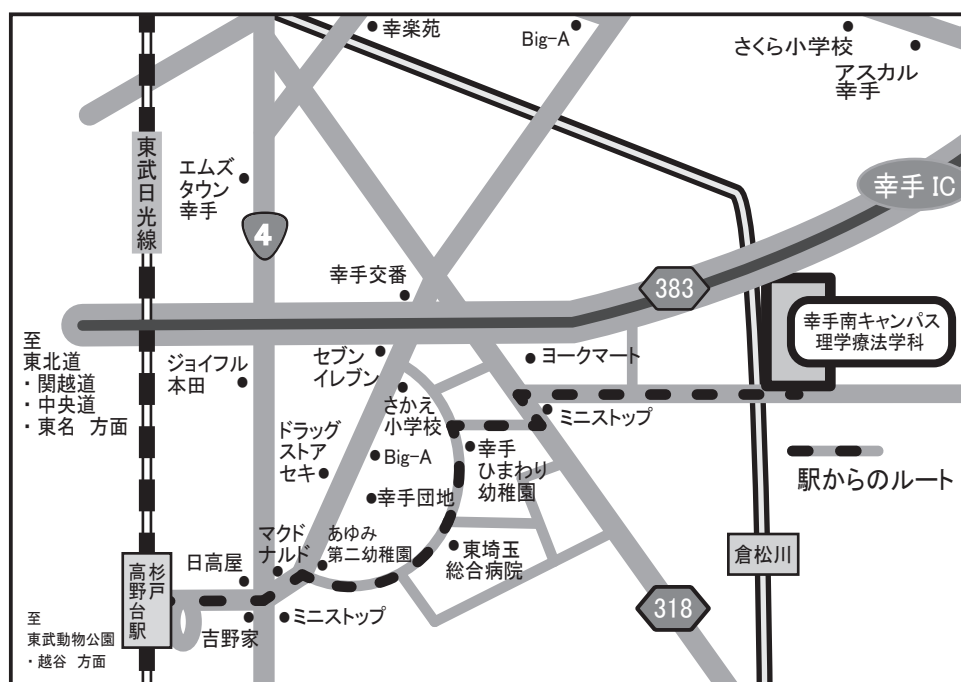 幸楽苑
Big-A
さくら小学校
アスカル
幸手
東武日光線
エムズ
タウン
幸手
4
幸手 IC
幸手交番
383
幸手南キャンパス
理学療法学科
至
東北道
・関越道
・中央道
・東名 方面
ジョイフル
本田
セブン
イレブン
ヨークマート
さかえ
小学校
ミニストップ
ドラッグ
ストア
セキ
Big-A
幸手
ひまわり
幼稚園
駅からのルート
幸手団地
マクド
ナルド
あゆみ
第二幼稚園
東埼玉
総合病院
倉松川
日高屋
杉戸
高野台駅
318
至
東武動物公園
・越谷 方面
吉野家
ミニストップ